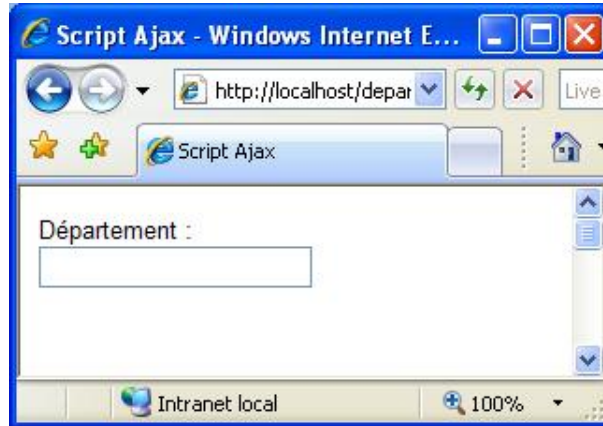 Script Ajax - Windows Internet E...
http://localhost/depar
Live
Script Ajax
Département :
Intranet local
100%